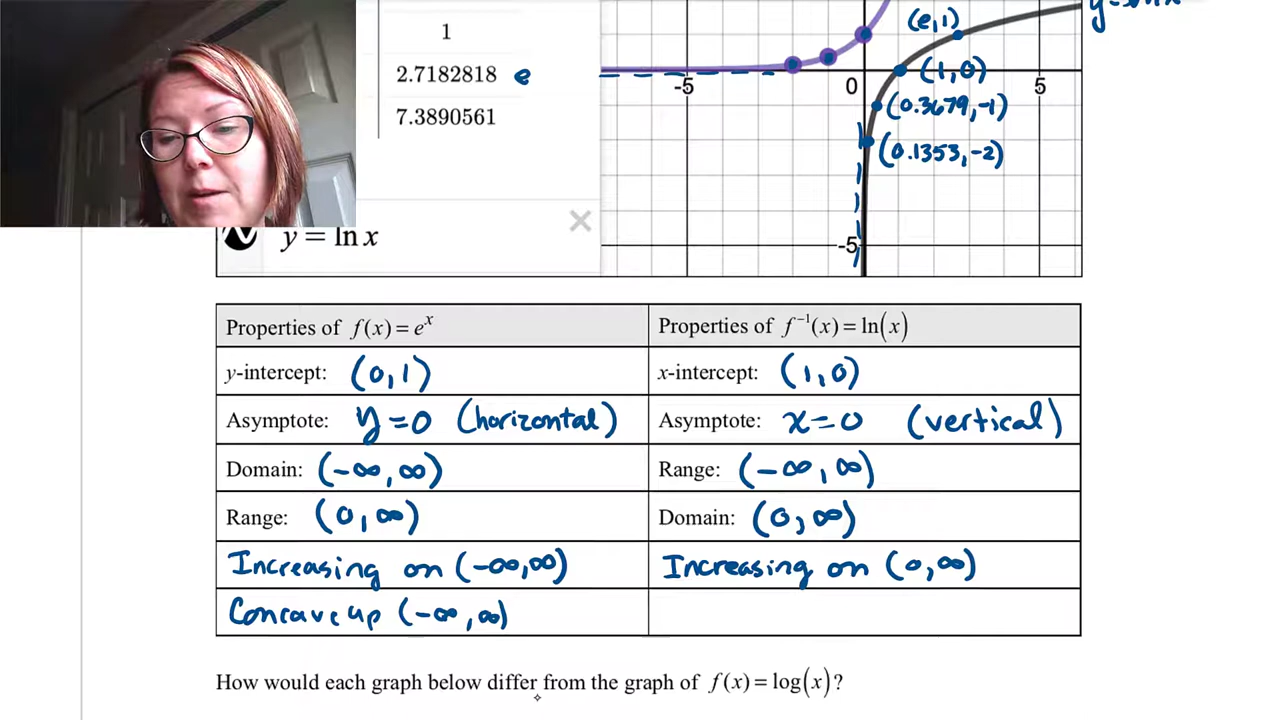 1
2.7182818 e
7.3890561
y = ln x
(e,1)
(1,0)
-5 0 5
(0.3679,-1)
(0.1353,-2)
-5
Properties of f(x) = eˣ Properties of f⁻¹(x) = ln(x)
y-intercept: (0,1) x-intercept: (1,0)
Asymptote: y=0 (horizontal) Asymptote: x=0 (vertical)
Domain: (-∞,∞) Range: (-∞,∞)
Range: (0,∞) Domain: (0,∞)
Increasing on (-∞,∞) Increasing on (0,∞)
Concave up (-∞,∞)
How would each graph below differ from the graph of f(x) = log(x)?